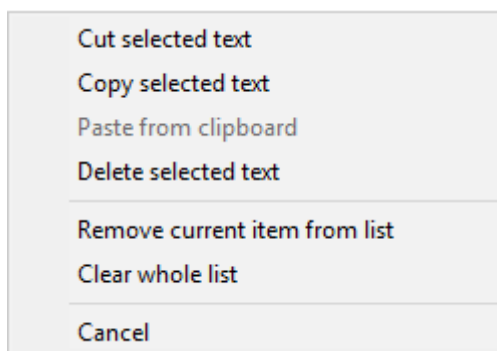 Cut selected text
Copy selected text
Paste from clipboard
Delete selected text
Remove current item from list
Clear whole list
Cancel